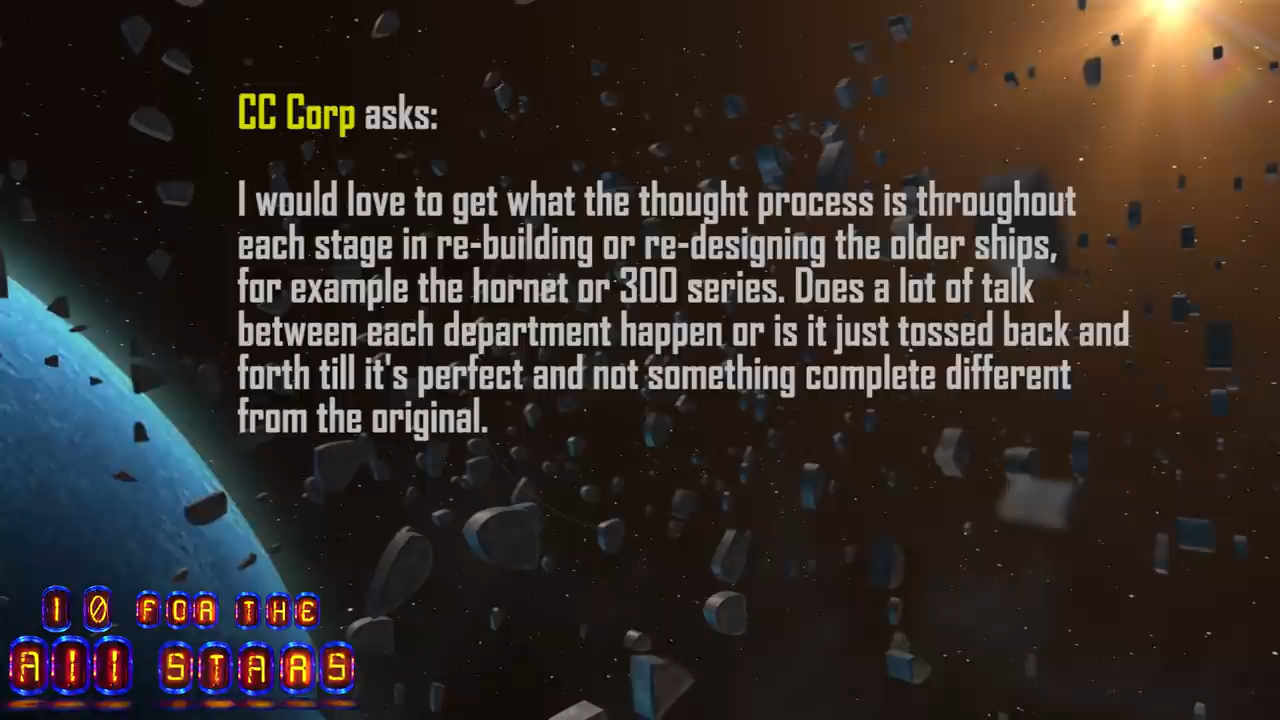 CC Corp asks:
I would love to get what the thought process is throughout
each stage in re-building or re-designing the older ships,
for example the hornet or 300 series. Does a lot of talk
between each department happen or is it just tossed back and
forth till it's perfect and not something complete different
from the original.
10 FOR THE
All STARS